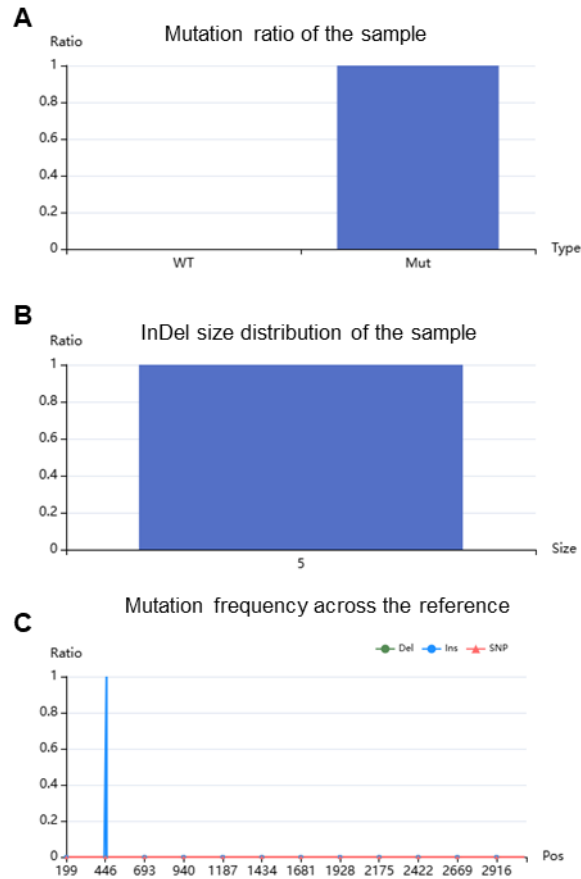 A
Mutation ratio of the sample
Ratio
1
0.8
0.6
0.4
0.2
0
WT Mut
Type
B
InDel size distribution of the sample
Ratio
1
0.8
0.6
0.4
0.2
0
5
Size
Mutation frequency across the reference
C
Ratio
Del Ins SNP
1
0.8
0.6
0.4
0.2
0
Pos
199 446 693 940 1187 1434 1681 1928 2175 2422 2669 2916